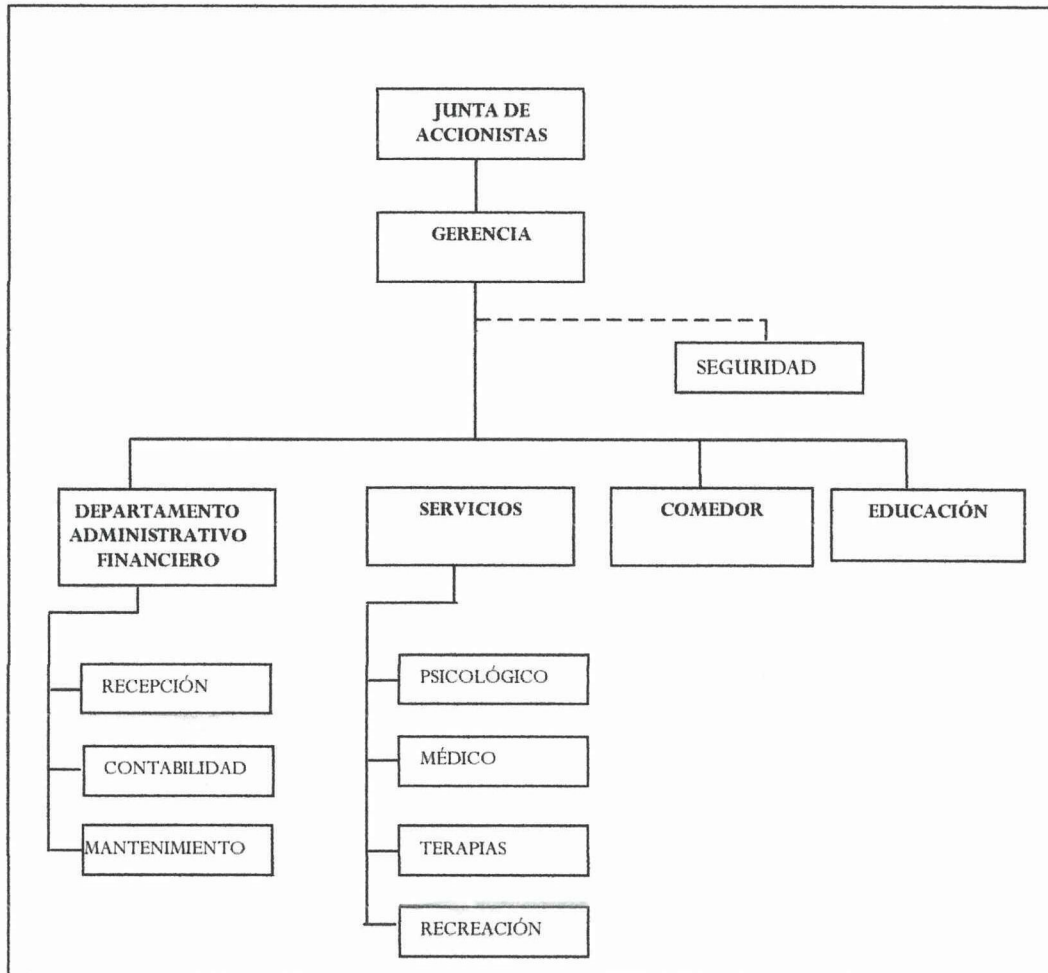 JUNTA DE
ACCIONISTAS
GERENCIA
SEGURIDAD
DEPARTAMENTO
ADMINISTRATIVO
FINANCIERO
SERVICIOS
COMEDOR
EDUCACIÓN
RECEPCIÓN
CONTABILIDAD
MANTENIMIENTO
PSICOLÓGICO
MÉDICO
TERAPIAS
RECREACIÓN